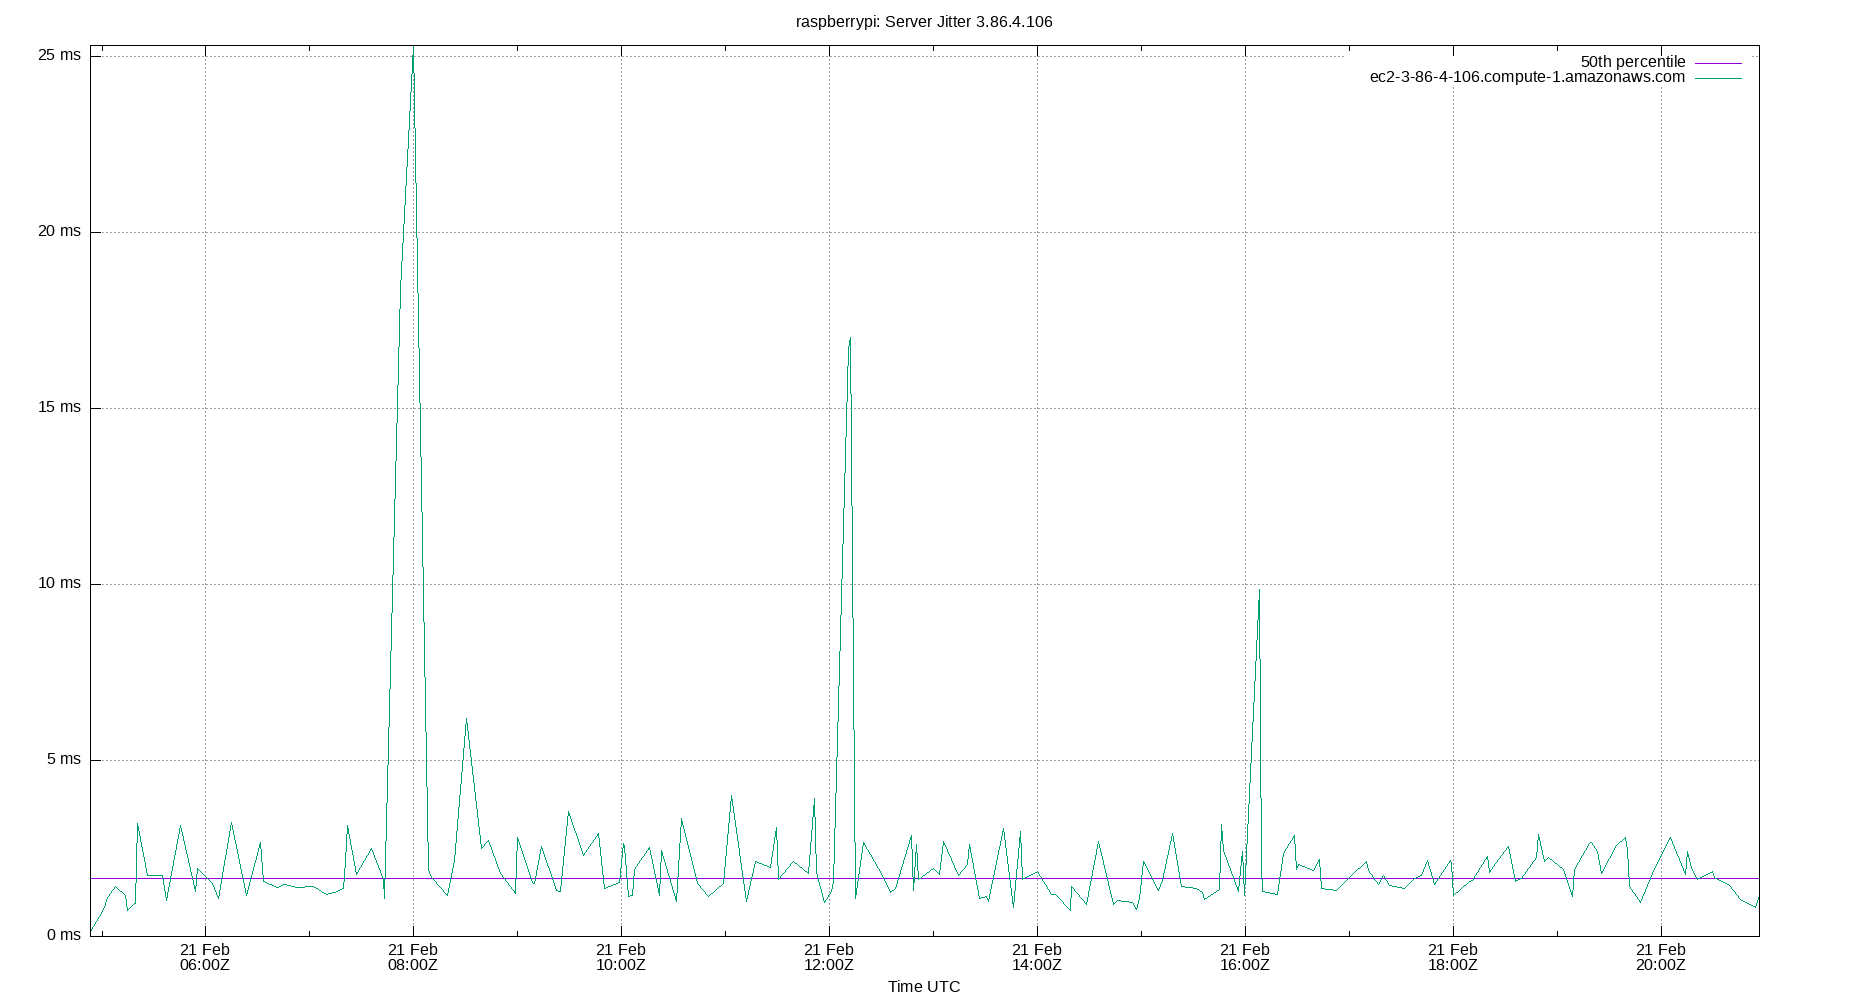 raspberrypi: Server Jitter 3.86.4.106
25 ms
20 ms
15 ms
10 ms
5 ms
0 ms
50th percentile
ec2-3-86-4-106.compute-1.amazonaws.com
21 Feb 21 Feb 21 Feb 21 Feb 21 Feb 21 Feb 21 Feb 21 Feb
06:00Z 08:00Z 10:00Z 12:00Z 14:00Z 16:00Z 18:00Z 20:00Z
Time UTC